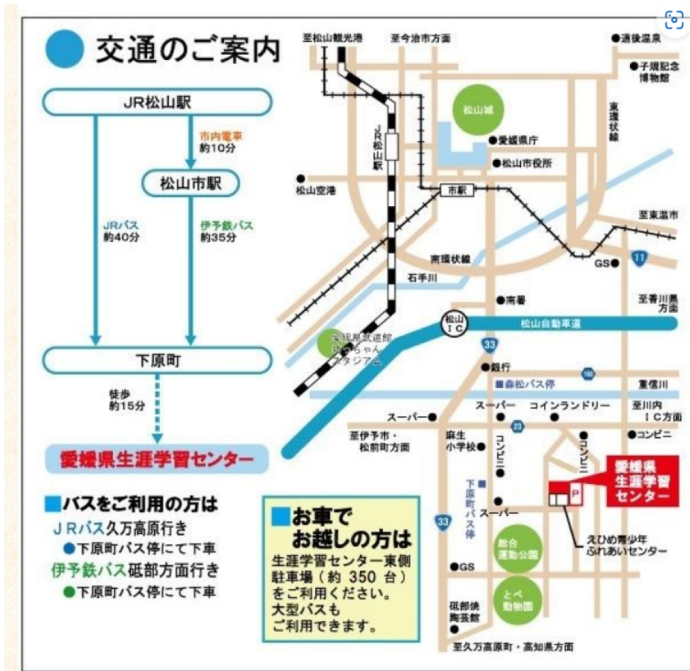 交通のご案内
JR松山駅
市内電車
約10分
松山市駅
JRバス
約40分
伊予鉄バス
約35分
下原町
徒歩
約15分
愛媛県生涯学習センター
■バスをご利用の方は
JRバス久万高原行き
●下原町バス停にて下車
伊予鉄バス砥部方面行き
●下原町バス停にて下車
■お車で
お越しの方は
生涯学習センター東側
駐車場(約350台)
をご利用ください。
大型バスも
ご利用できます。
至松山観光港
至今治市方面
●道後温泉
●子規記念
博物館
松山城
東環状線
JR松山駅
●愛媛県庁
●松山市役所
松山空港
市駅
至東温市
南環状線
11
GS●
石手川
●南署
至香川県
方面
松山
IC
松山自動車道
愛媛県武道館
スタジアム
33
●銀行
■森松バス停
重信川
スーパー●
スーパー
コインランドリー
至川内
IC方面
23
至伊予市・
松前町方面
麻生
小学校●
コンビニ
コンビニ
●コンビニ
愛媛県
生涯学習
センター
P
下原町バス停
スーパー
33
えひめ青少年
ふれあいセンター
総合
運動公園
●GS
とべ
動物園
砥部焼
陶芸館
至久万高原町・高知県方面